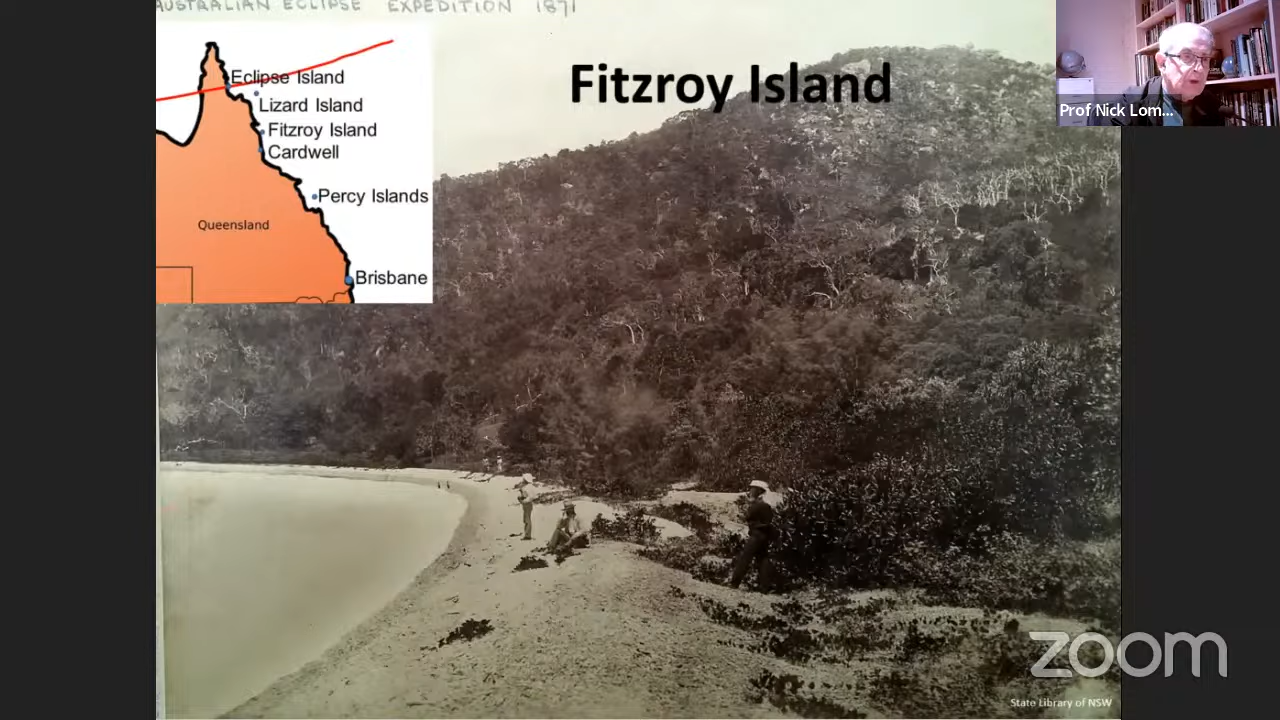 AUSTRALIAN ECLIPSE EXPEDITION 1871
Fitzroy Island
Eclipse Island
Lizard Island
Fitzroy Island
Cardwell
Percy Islands
Queensland
Brisbane
Prof Nick Lom...
zoom
State Library of NSW